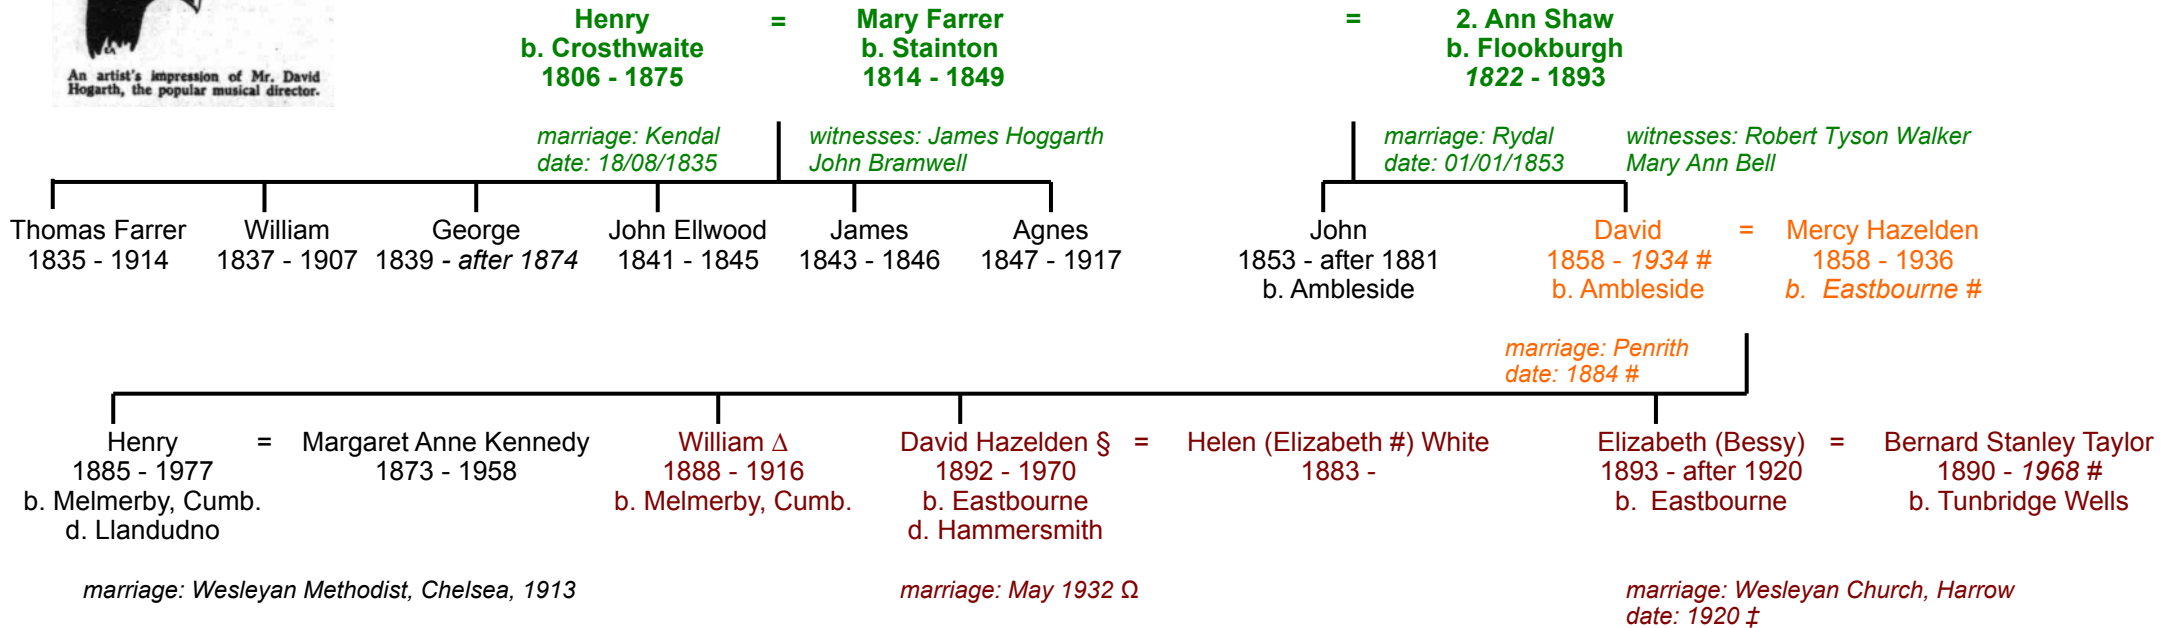 An artist's impression of Mr. David
Hogarth, the popular musical director.
Henry = Mary Farrer = 2. Ann Shaw
b. Crosthwaite b. Stainton b. Flookburgh
1806 - 1875 1814 - 1849 1822 - 1893
marriage: Kendal witnesses: James Hoggarth marriage: Rydal witnesses: Robert Tyson Walker
date: 18/08/1835 John Bramwell date: 01/01/1853 Mary Ann Bell
Thomas Farrer William George John Ellwood James Agnes John David = Mercy Hazelden
1835 - 1914 1837 - 1907 1839 - after 1874 1841 - 1845 1843 - 1846 1847 - 1917 1853 - after 1881 1858 - 1934 # 1858 - 1936
b. Ambleside b. Ambleside b. Eastbourne #
marriage: Penrith
date: 1884 #
Henry = Margaret Anne Kennedy William Δ David Hazelden § = Helen (Elizabeth #) White Elizabeth (Bessy) = Bernard Stanley Taylor
1885 - 1977 1873 - 1958 1888 - 1916 1892 - 1970 1883 - 1893 - after 1920 1890 - 1968 #
b. Melmerby, Cumb. b. Melmerby, Cumb. b. Eastbourne b. Eastbourne b. Tunbridge Wells
d. Llandudno d. Hammersmith
marriage: Wesleyan Methodist, Chelsea, 1913 marriage: May 1932 Ω marriage: Wesleyan Church, Harrow
date: 1920 ‡